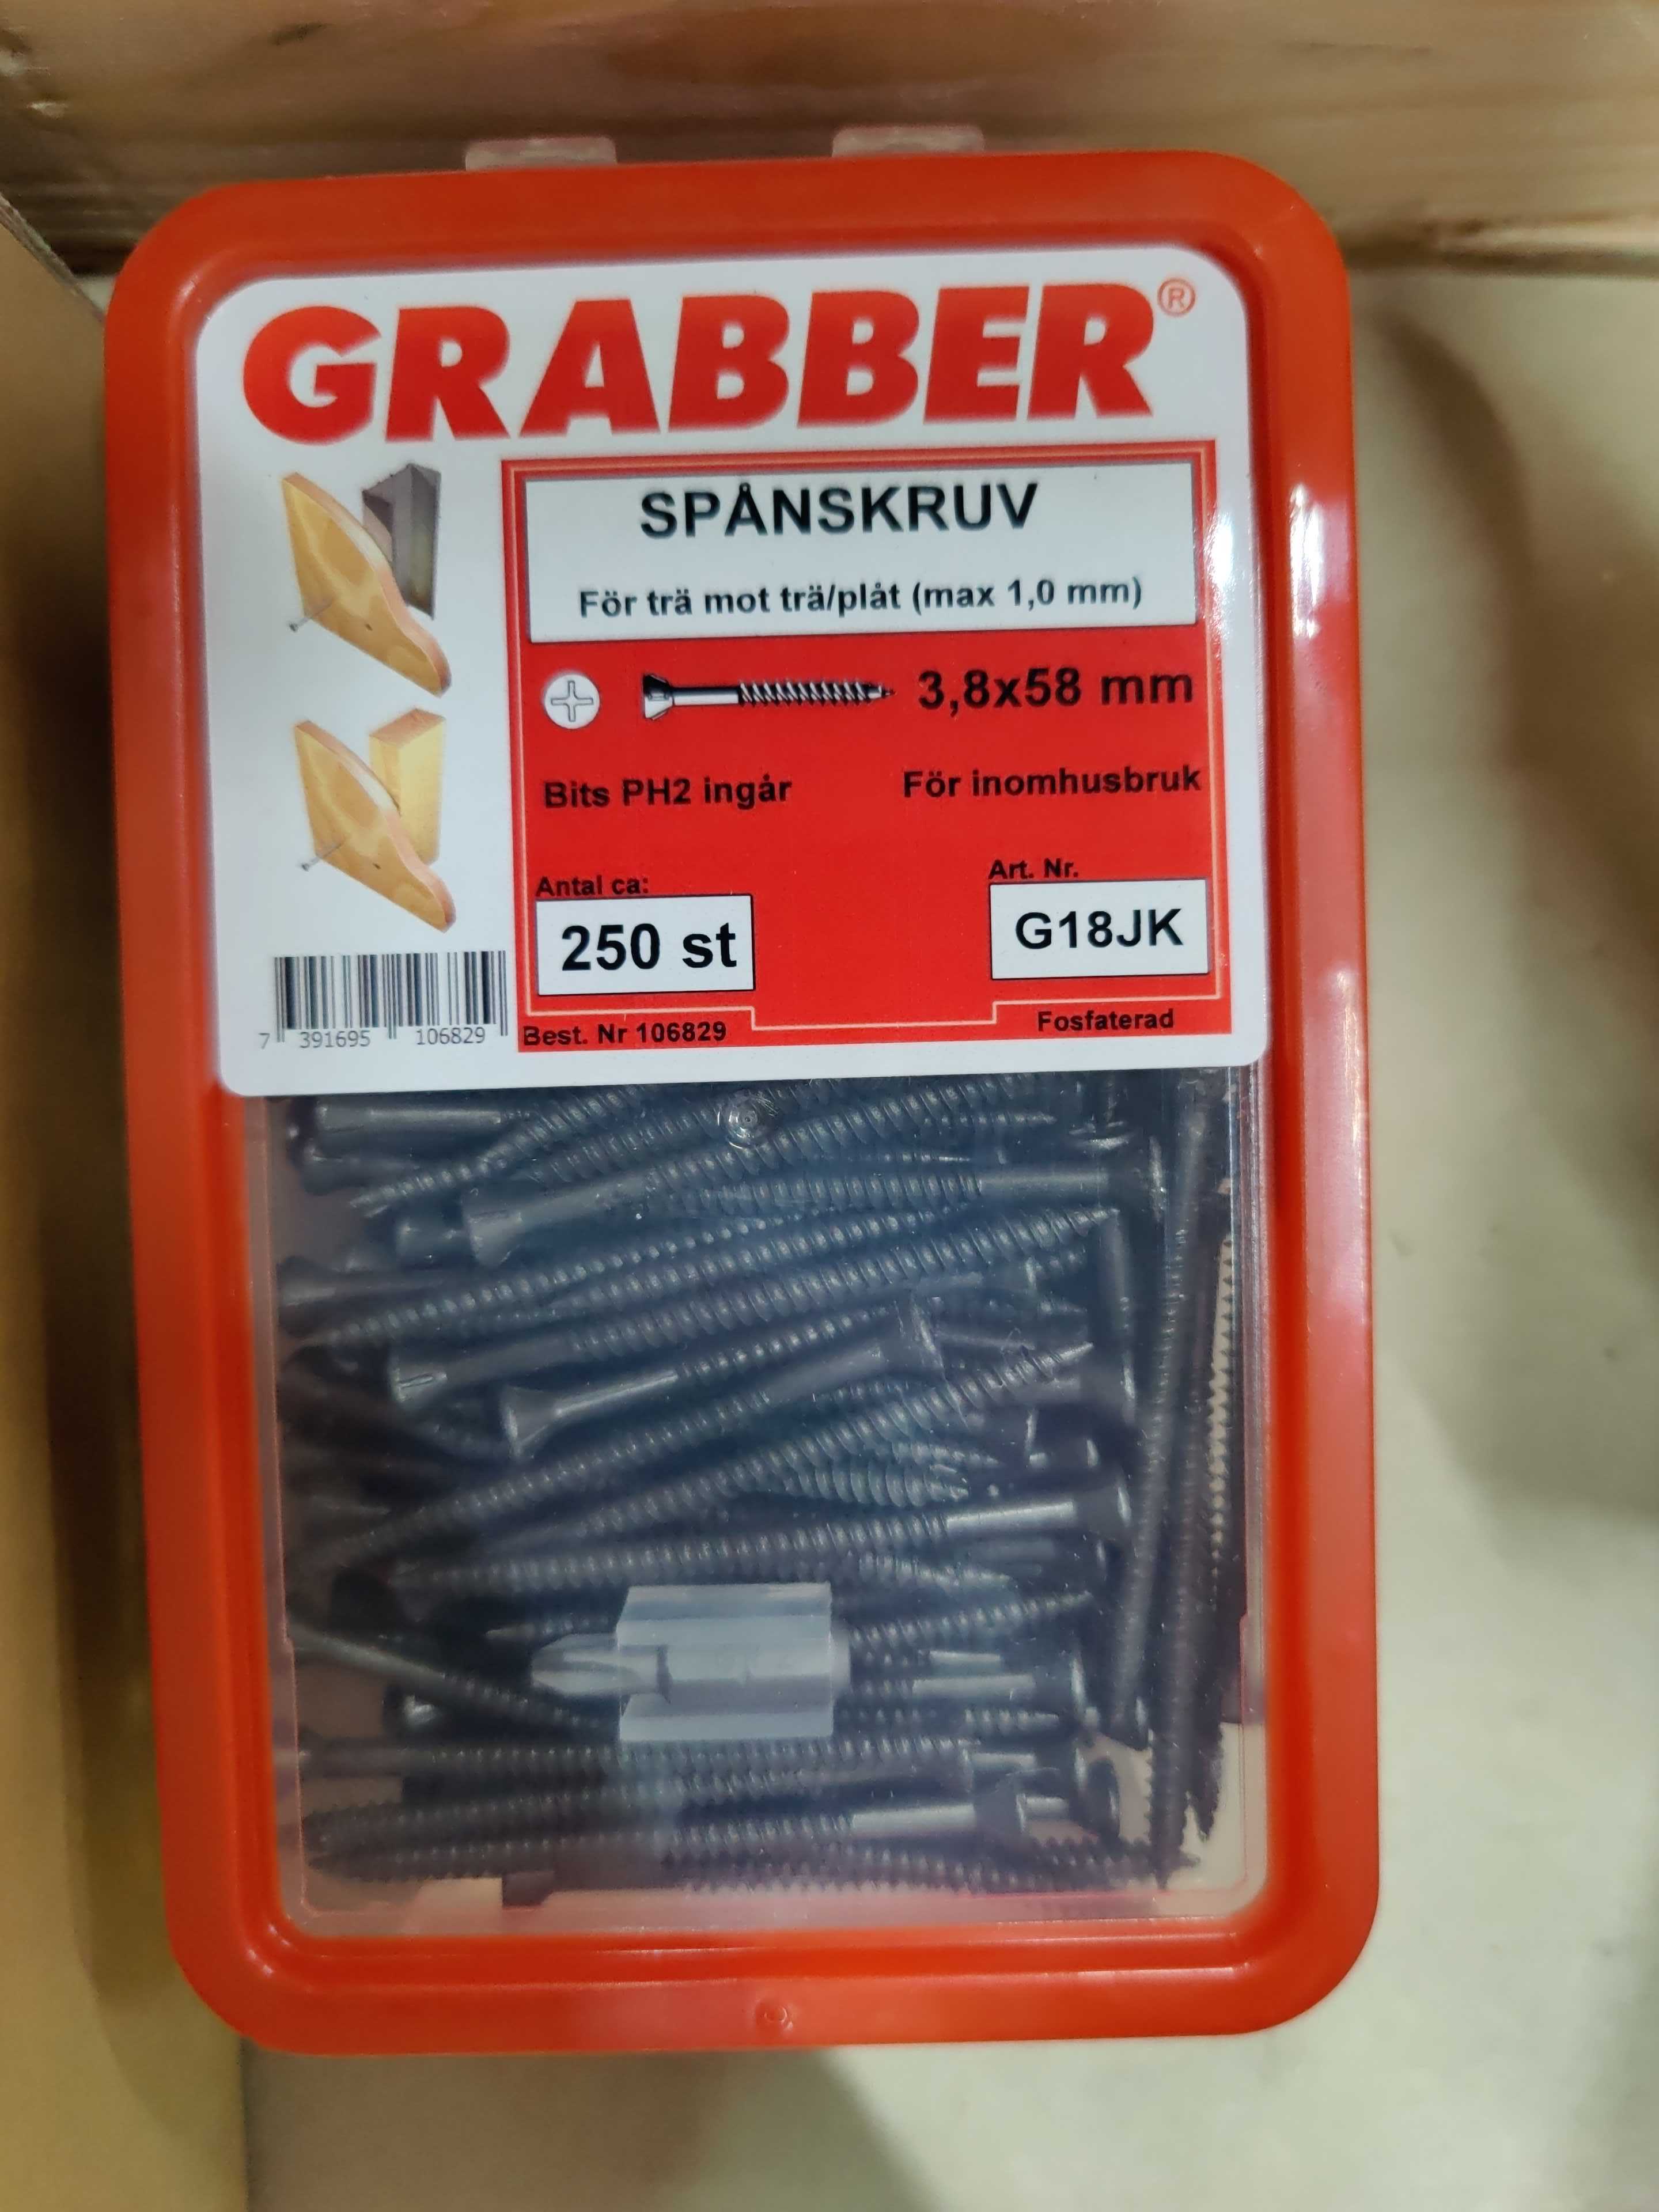 GRABBER®
SPÅNSKRUV
För trä mot trä/plåt (max 1,0 mm)
3,8x58 mm
Bits PH2 ingår
För inomhusbruk
Antal ca:
250 st
Art. Nr.
G18JK
7 391695 106829
Best. Nr 106829
Fosfaterad